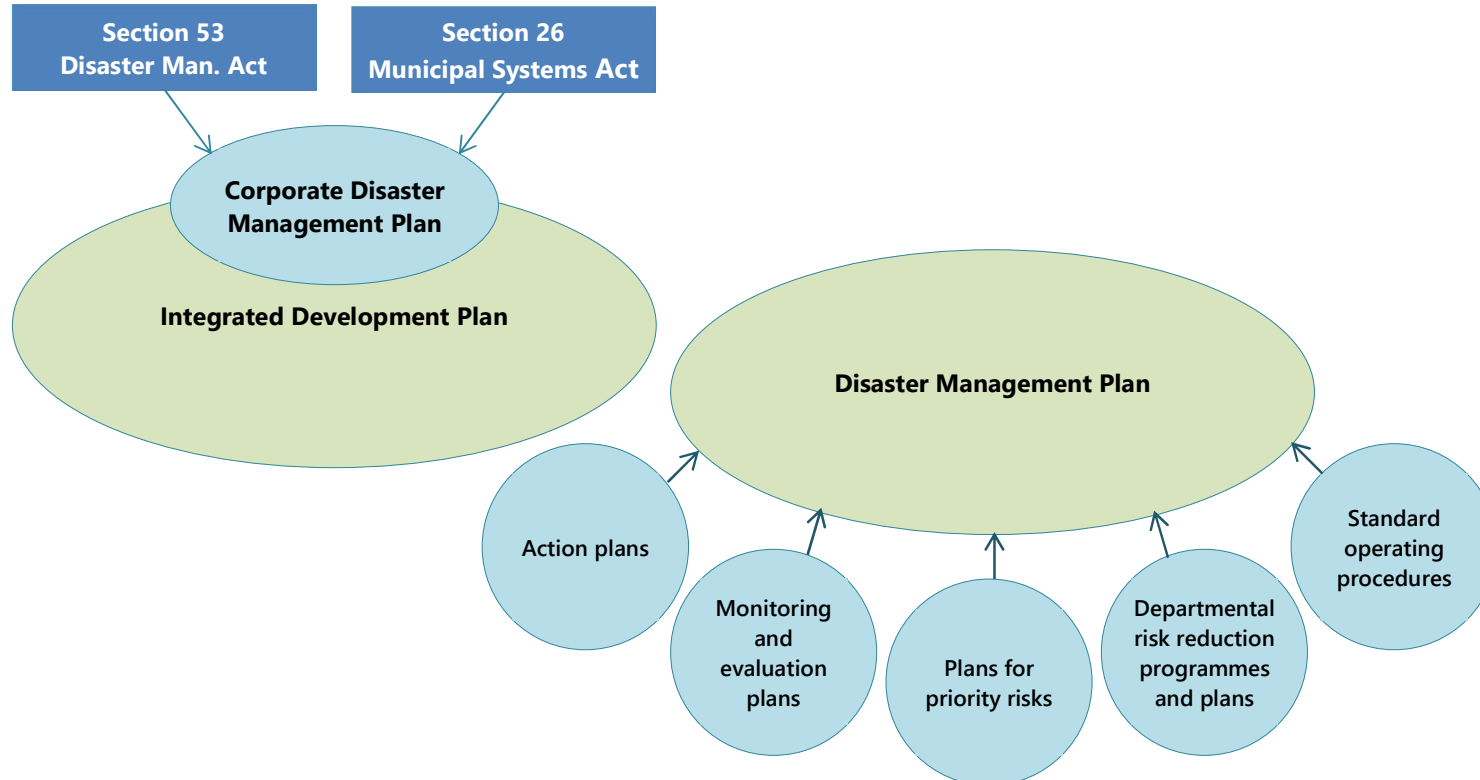 Section 53
Disaster Man. Act
Section 26
Municipal Systems Act
Corporate Disaster
Management Plan
Integrated Development Plan
Disaster Management Plan
Action plans
Monitoring
and
evaluation
plans
Plans for
priority risks
Departmental
risk reduction
programmes
and plans
Standard
operating
procedures